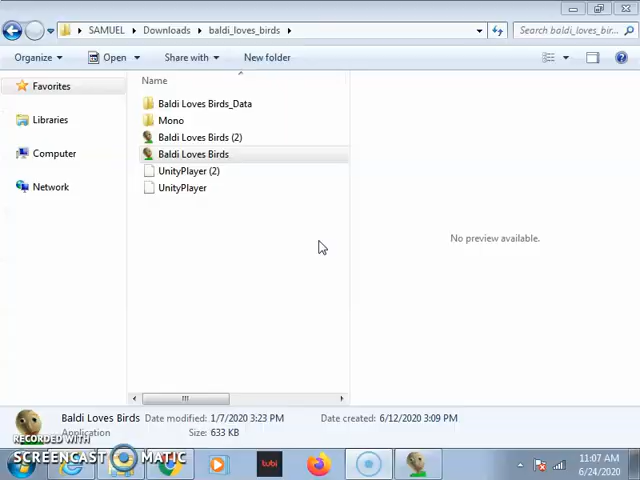 SAMUEL Downloads baldi_loves_birds
Search baldi_loves_bir...
Organize Open Share with New folder
Name
Favorites
Libraries
Computer
Network
Baldi Loves Birds_Data
Mono
Baldi Loves Birds (2)
Baldi Loves Birds
UnityPlayer (2)
UnityPlayer
No preview available.
Baldi Loves Birds Date modified: 1/7/2020 3:23 PM Date created: 6/12/2020 3:09 PM
Application Size: 633 KB
RECORDED WITH
SCREENCAST MATIC
tubi
11:07 AM
6/24/2020